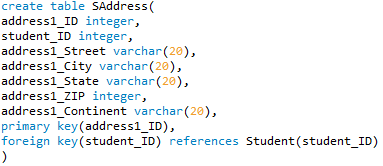 create table SAddress(
address1_ID integer,
student_ID integer,
address1_Street varchar(20),
address1_City varchar(20),
address1_State varchar(20),
address1_ZIP integer,
address1_Continent varchar(20),
primary key(address1_ID),
foreign key(student_ID) references Student(student_ID)
)